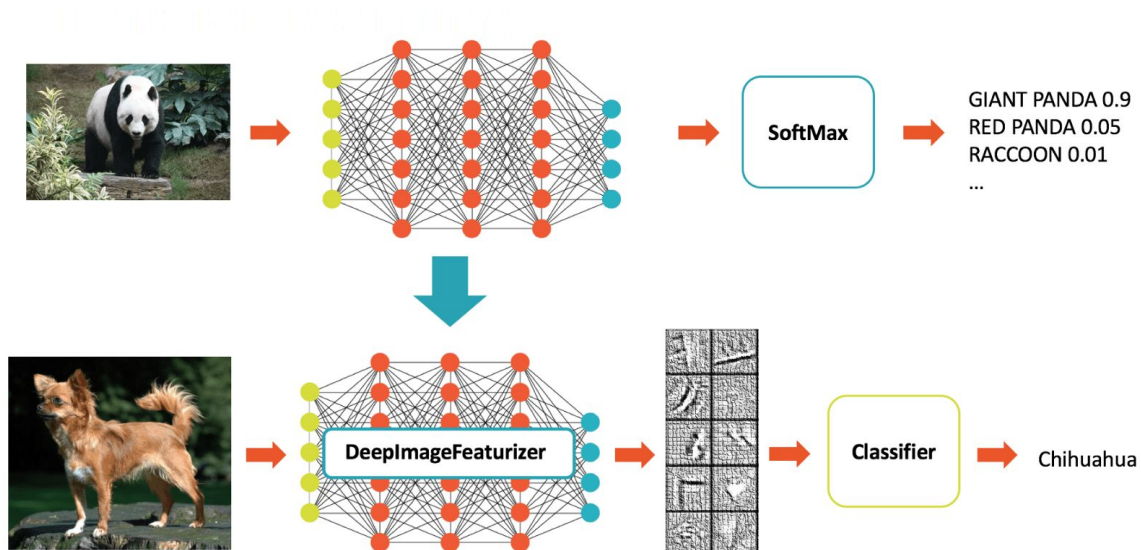 SoftMax
GIANT PANDA 0.9
RED PANDA 0.05
RACCOON 0.01
...
DeepImageFeaturizer
Classifier
Chihuahua